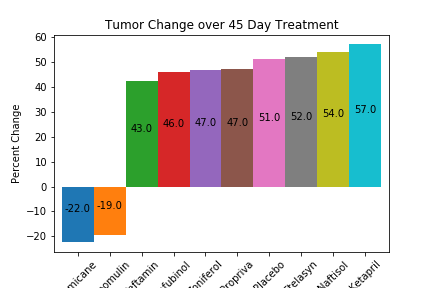 Tumor Change over 45 Day Treatment
Percent Change
60
50
40
30
20
10
0
−10
−20
-22.0
-19.0
43.0
46.0
47.0
47.0
51.0
52.0
54.0
57.0
Propriva
Placebo
Stelasyn
Naftisol
Ketapril